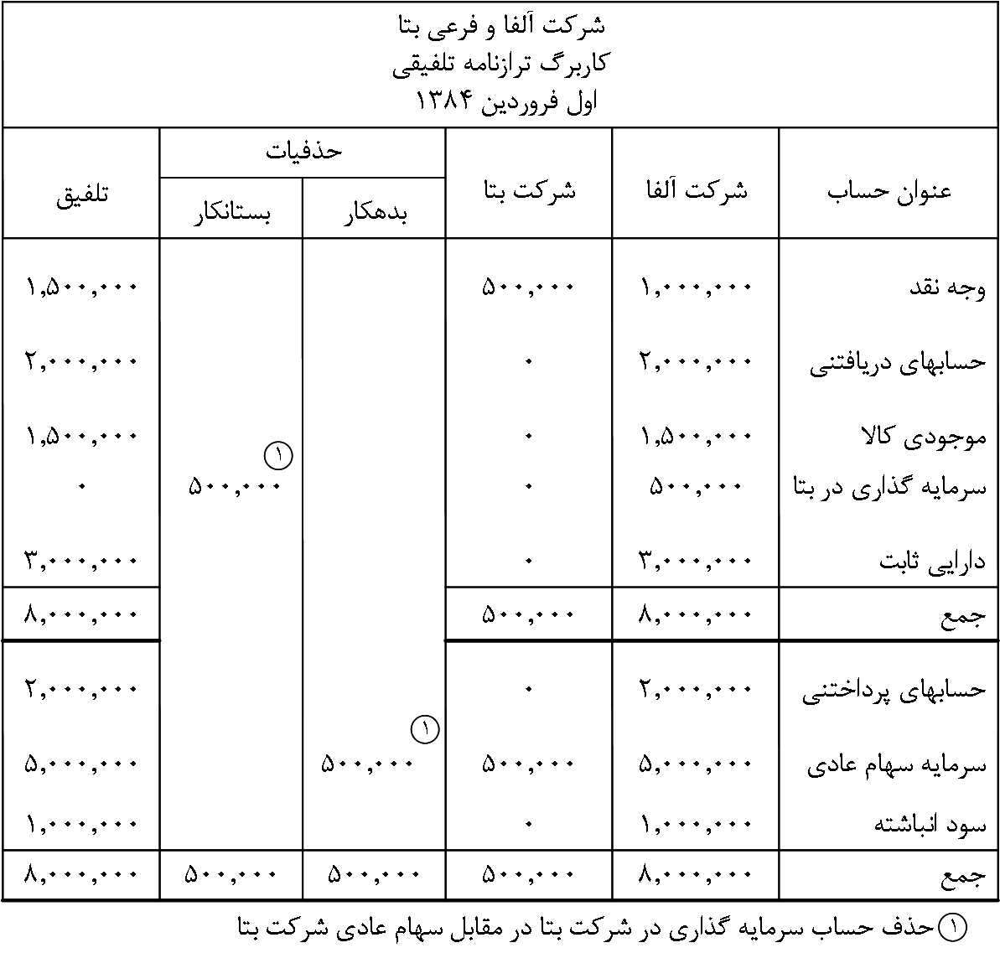 شرکت آلفا و فرعی بتا
کاربرگ ترازنامه تلفیقی
اول فروردین ۱۳۸۴
عنوان حساب شرکت آلفا شرکت بتا حذفیات تلفیق
بدهکار بستانکار
وجه نقد ۱,۰۰۰,۰۰۰ ۵۰۰,۰۰۰ ۱,۵۰۰,۰۰۰
حسابهای دریافتنی ۲,۰۰۰,۰۰۰ ۰ ۲,۰۰۰,۰۰۰
موجودی کالا ۱,۵۰۰,۰۰۰ ۰ ۱,۵۰۰,۰۰۰
۱
سرمایه گذاری در بتا ۵۰۰,۰۰۰ ۰ ۵۰۰,۰۰۰ ۰
دارایی ثابت ۳,۰۰۰,۰۰۰ ۰ ۳,۰۰۰,۰۰۰
جمع ۸,۰۰۰,۰۰۰ ۵۰۰,۰۰۰ ۸,۰۰۰,۰۰۰
حسابهای پرداختنی ۲,۰۰۰,۰۰۰ ۰ ۲,۰۰۰,۰۰۰
۱
سرمایه سهام عادی ۵,۰۰۰,۰۰۰ ۵۰۰,۰۰۰ ۵۰۰,۰۰۰ ۵,۰۰۰,۰۰۰
سود انباشته ۱,۰۰۰,۰۰۰ ۰ ۱,۰۰۰,۰۰۰
جمع ۸,۰۰۰,۰۰۰ ۵۰۰,۰۰۰ ۵۰۰,۰۰۰ ۵۰۰,۰۰۰ ۸,۰۰۰,۰۰۰
۱ حذف حساب سرمایه گذاری در شرکت بتا در مقابل سهام عادی شرکت بتا